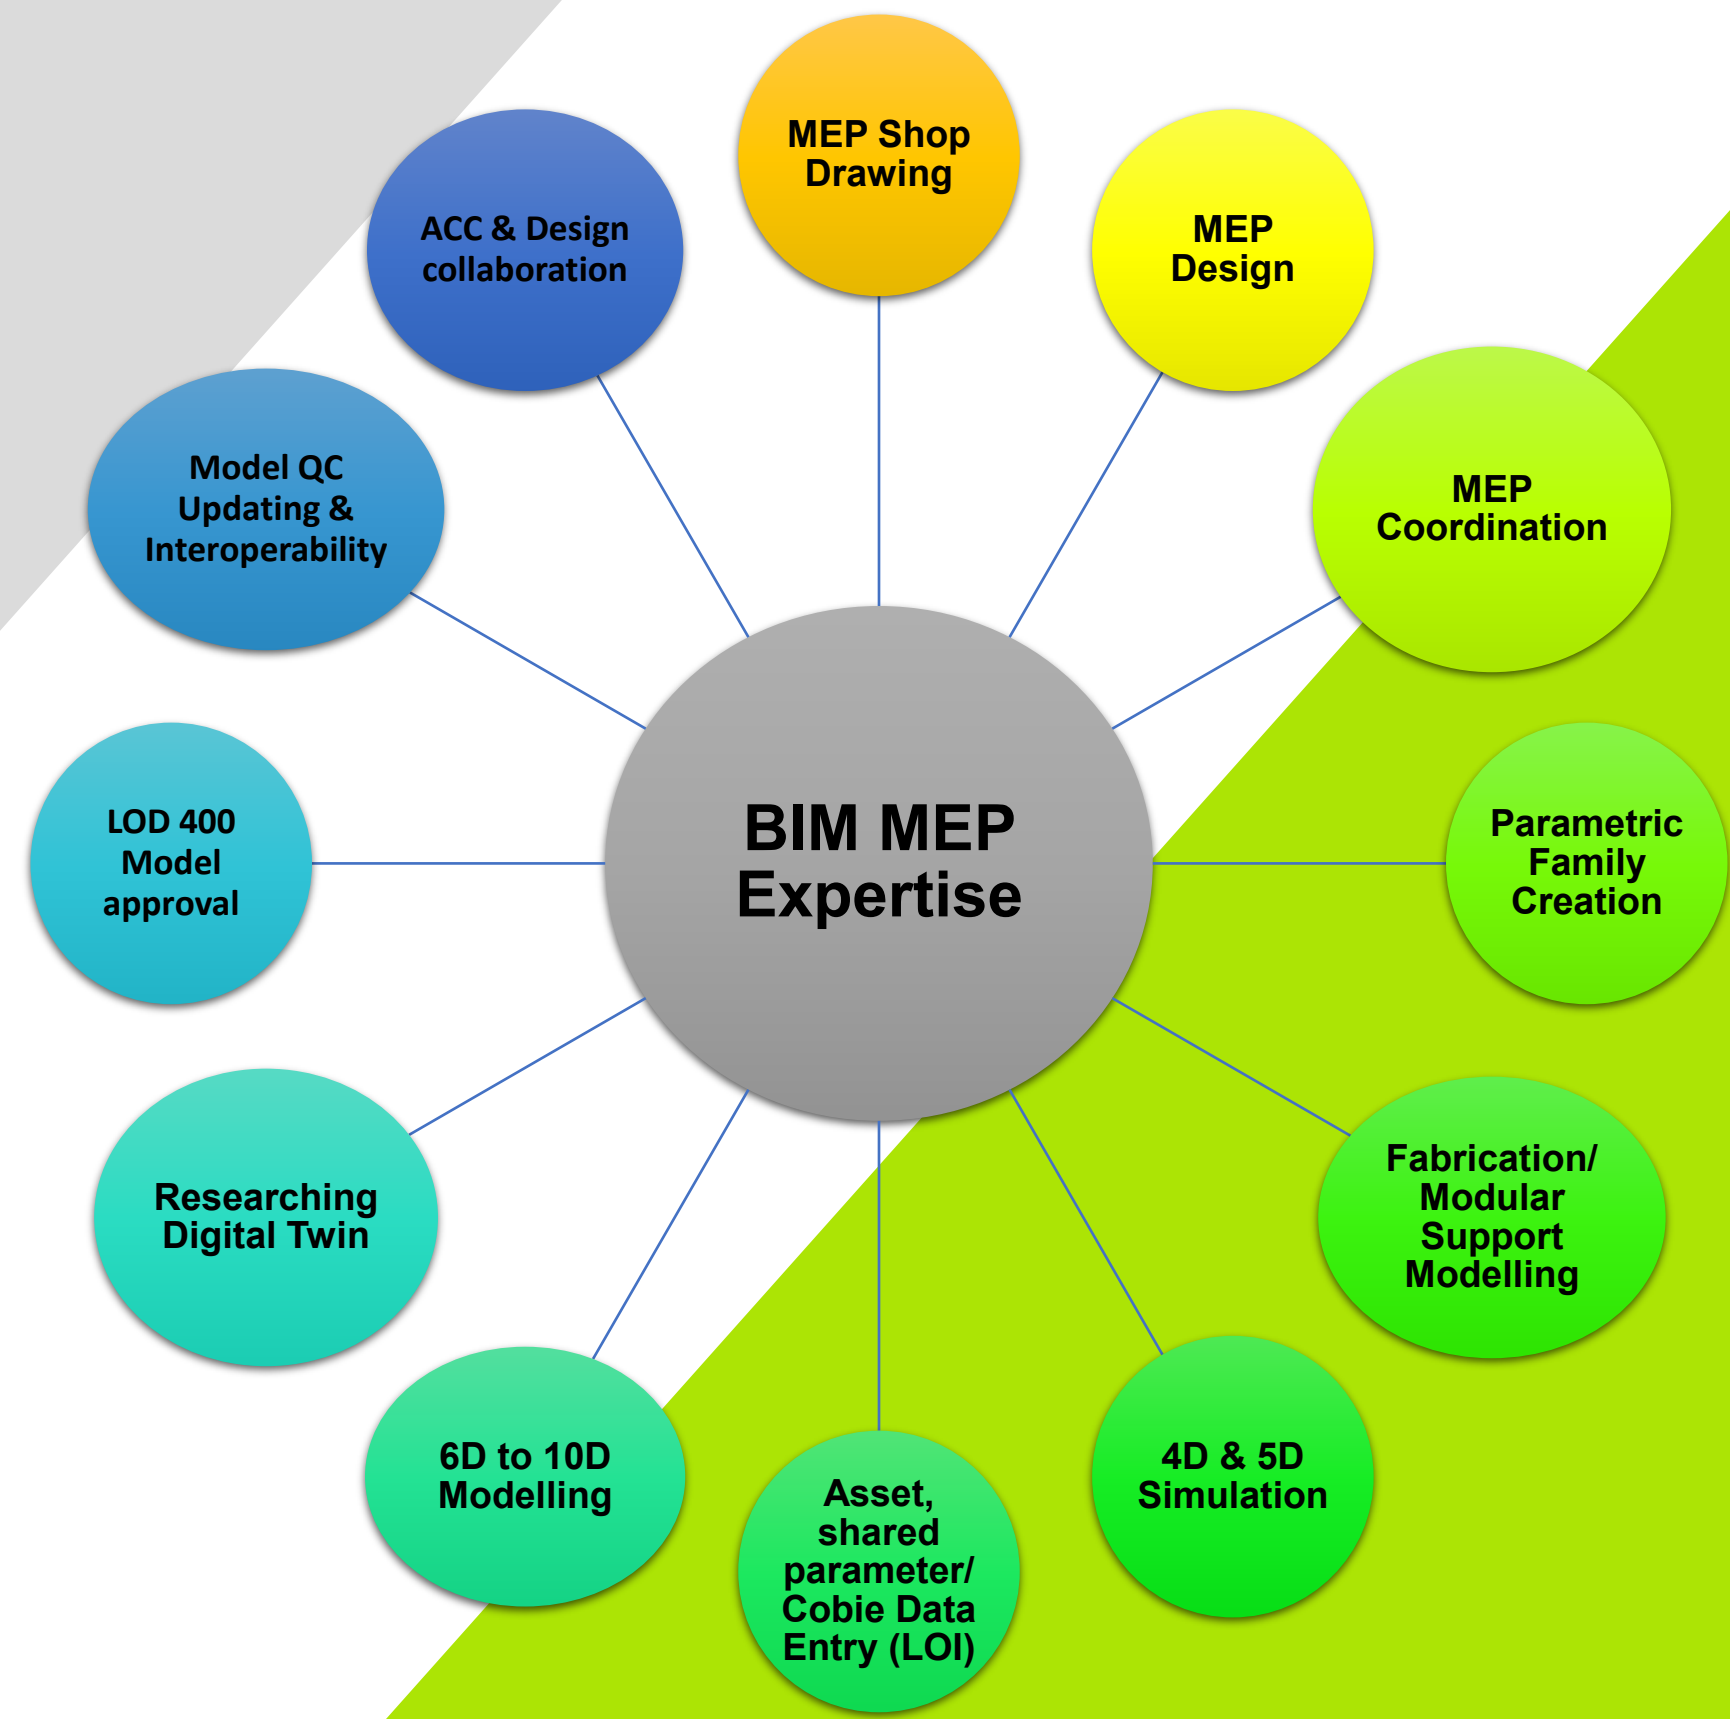 MEP Shop
Drawing
MEP
Design
MEP
Coordination
Parametric
Family
Creation
Fabrication/
Modular
Support
Modelling
4D & 5D
Simulation
Asset,
shared
parameter/
Cobie Data
Entry (LOI)
6D to 10D
Modelling
Researching
Digital Twin
LOD 400
Model
approval
Model QC
Updating &
Interoperability
ACC & Design
collaboration
BIM MEP
Expertise